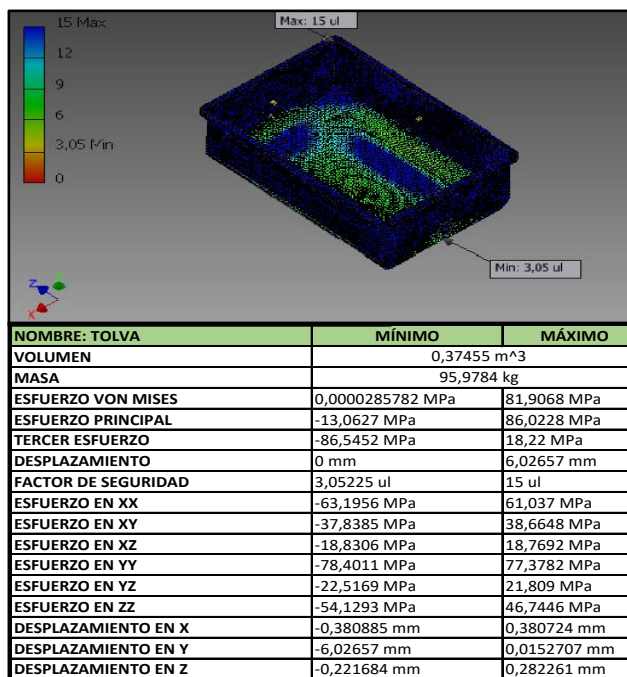 15 Max
Max: 15 ul
12
9
6
3,05 Min
0
Min: 3,05 ul
Z
X
NOMBRE: TOLVA MÍNIMO MÁXIMO
VOLUMEN 0,37455 m^3
MASA 95,9784 kg
ESFUERZO VON MISES 0,0000285782 MPa 81,9068 MPa
ESFUERZO PRINCIPAL -13,0627 MPa 86,0228 MPa
TERCER ESFUERZO -86,5452 MPa 18,22 MPa
DESPLAZAMIENTO 0 mm 6,02657 mm
FACTOR DE SEGURIDAD 3,05225 ul 15 ul
ESFUERZO EN XX -63,1956 MPa 61,037 MPa
ESFUERZO EN XY -37,8385 MPa 38,6648 MPa
ESFUERZO EN XZ -18,8306 MPa 18,7692 MPa
ESFUERZO EN YY -78,4011 MPa 77,3782 MPa
ESFUERZO EN YZ -22,5169 MPa 21,809 MPa
ESFUERZO EN ZZ -54,1293 MPa 46,7446 MPa
DESPLAZAMIENTO EN X -0,380885 mm 0,380724 mm
DESPLAZAMIENTO EN Y -6,02657 mm 0,0152707 mm
DESPLAZAMIENTO EN Z -0,221684 mm 0,282261 mm